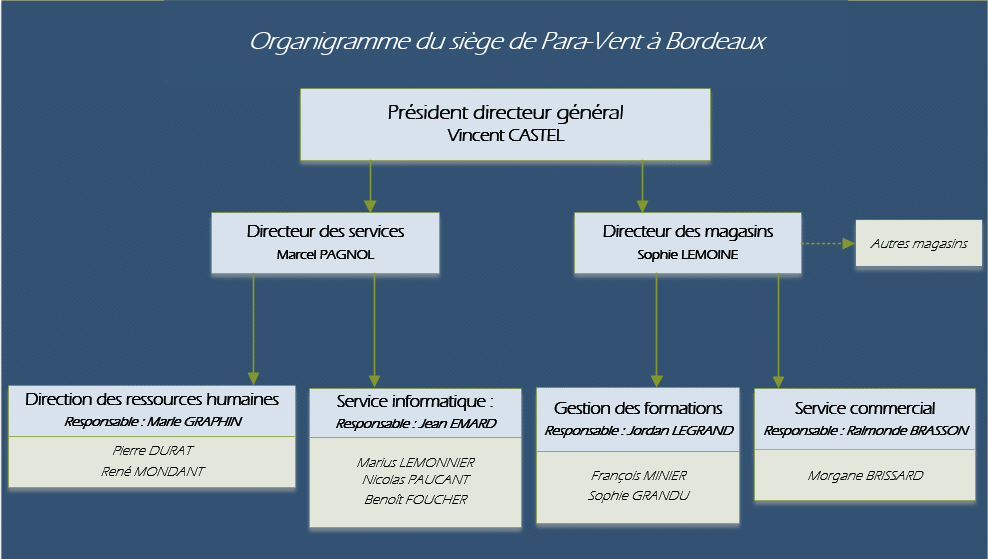 Organigramme du siège de Para-Vent à Bordeaux
Président directeur général
Vincent CASTEL
Directeur des services
Marcel PAGNOL
Directeur des magasins
Sophie LEMOINE
Autres magasins
Direction des ressources humaines
Responsable : Marie GRAPHIN
Pierre DURAT
René MONDANT
Service informatique :
Responsable : Jean EMARD
Marius LEMONNIER
Nicolas PAUCANT
Benoît FOUCHER
Gestion des formations
Responsable : Jordan LEGRAND
François MINIER
Sophie GRANDU
Service commercial
Responsable : Raimonde BRASSON
Morgane BRISSARD